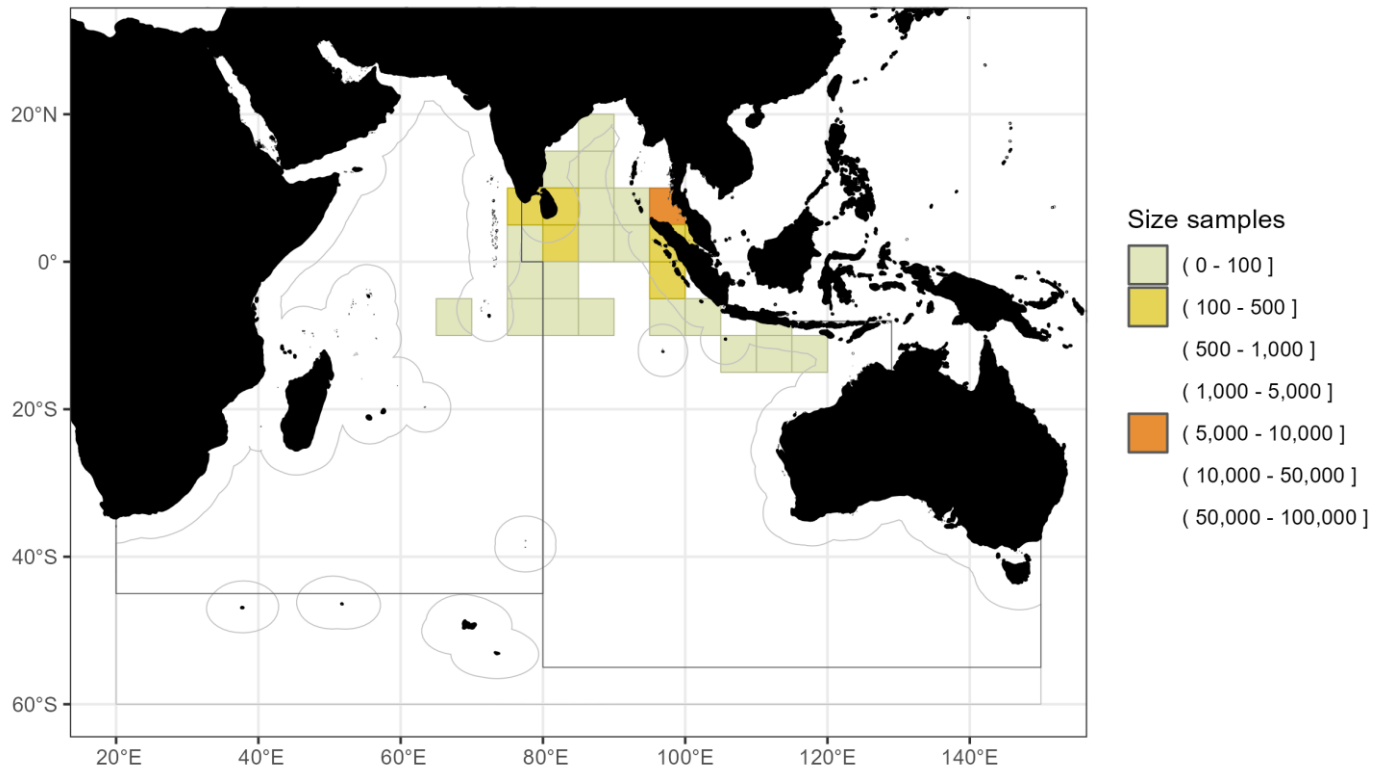 20°N
0°
20°S
40°S
60°S
20°E
40°E
60°E
80°E
100°E
120°E
140°E
Size samples
( 0 - 100 ]
( 100 - 500 ]
( 500 - 1,000 ]
( 1,000 - 5,000 ]
( 5,000 - 10,000 ]
( 10,000 - 50,000 ]
( 50,000 - 100,000 ]